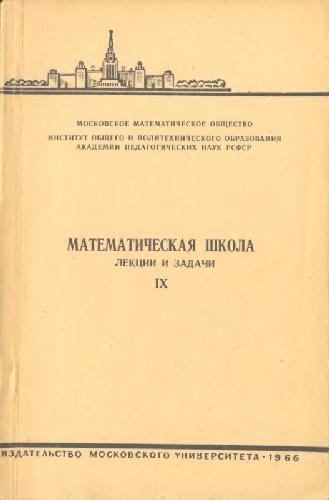 МОСКОВСКОЕ МАТЕМАТИЧЕСКОЕ ОБЩЕСТВО
ИНСТИТУТ ОБЩЕГО И ПОЛИТЕХНИЧЕСКОГО ОБРАЗОВАНИЯ
АКАДЕМИИ ПЕДАГОГИЧЕСКИХ НАУК РСФСР
МАТЕМАТИЧЕСКАЯ ШКОЛА
ЛЕКЦИИ И ЗАДАЧИ
IX
ИЗДАТЕЛЬСТВО МОСКОВСКОГО УНИВЕРСИТЕТА · 1966